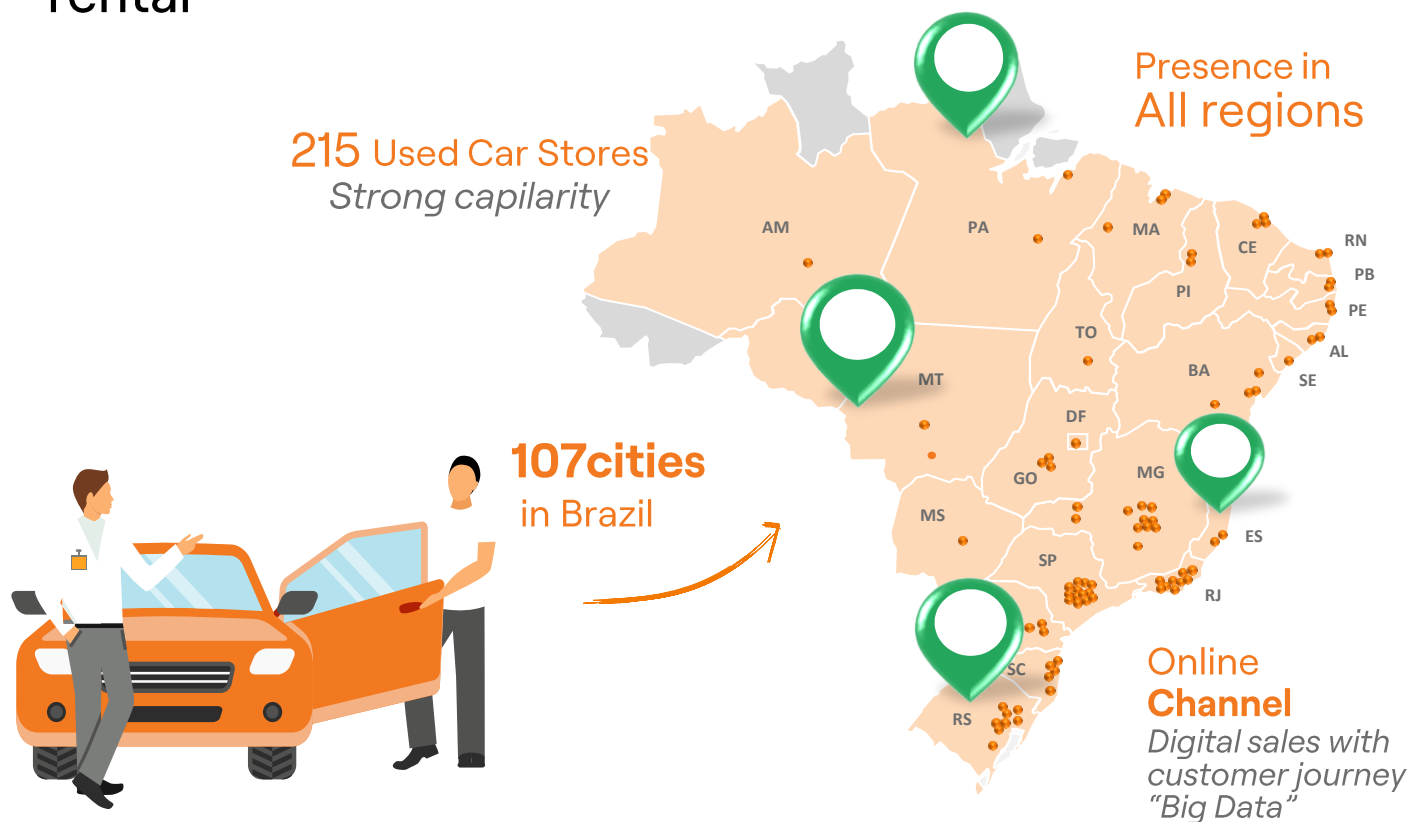 rental
215 Used Car Stores
Strong capilarity
Presence in
All regions
AM
PA
MA
CE
RN
PB
PE
PI
TO
AL
BA
SE
MT
DF
GO
MG
MS
ES
SP
RJ
SC
RS
107cities
in Brazil
Online
Channel
Digital sales with
customer journey
“Big Data”